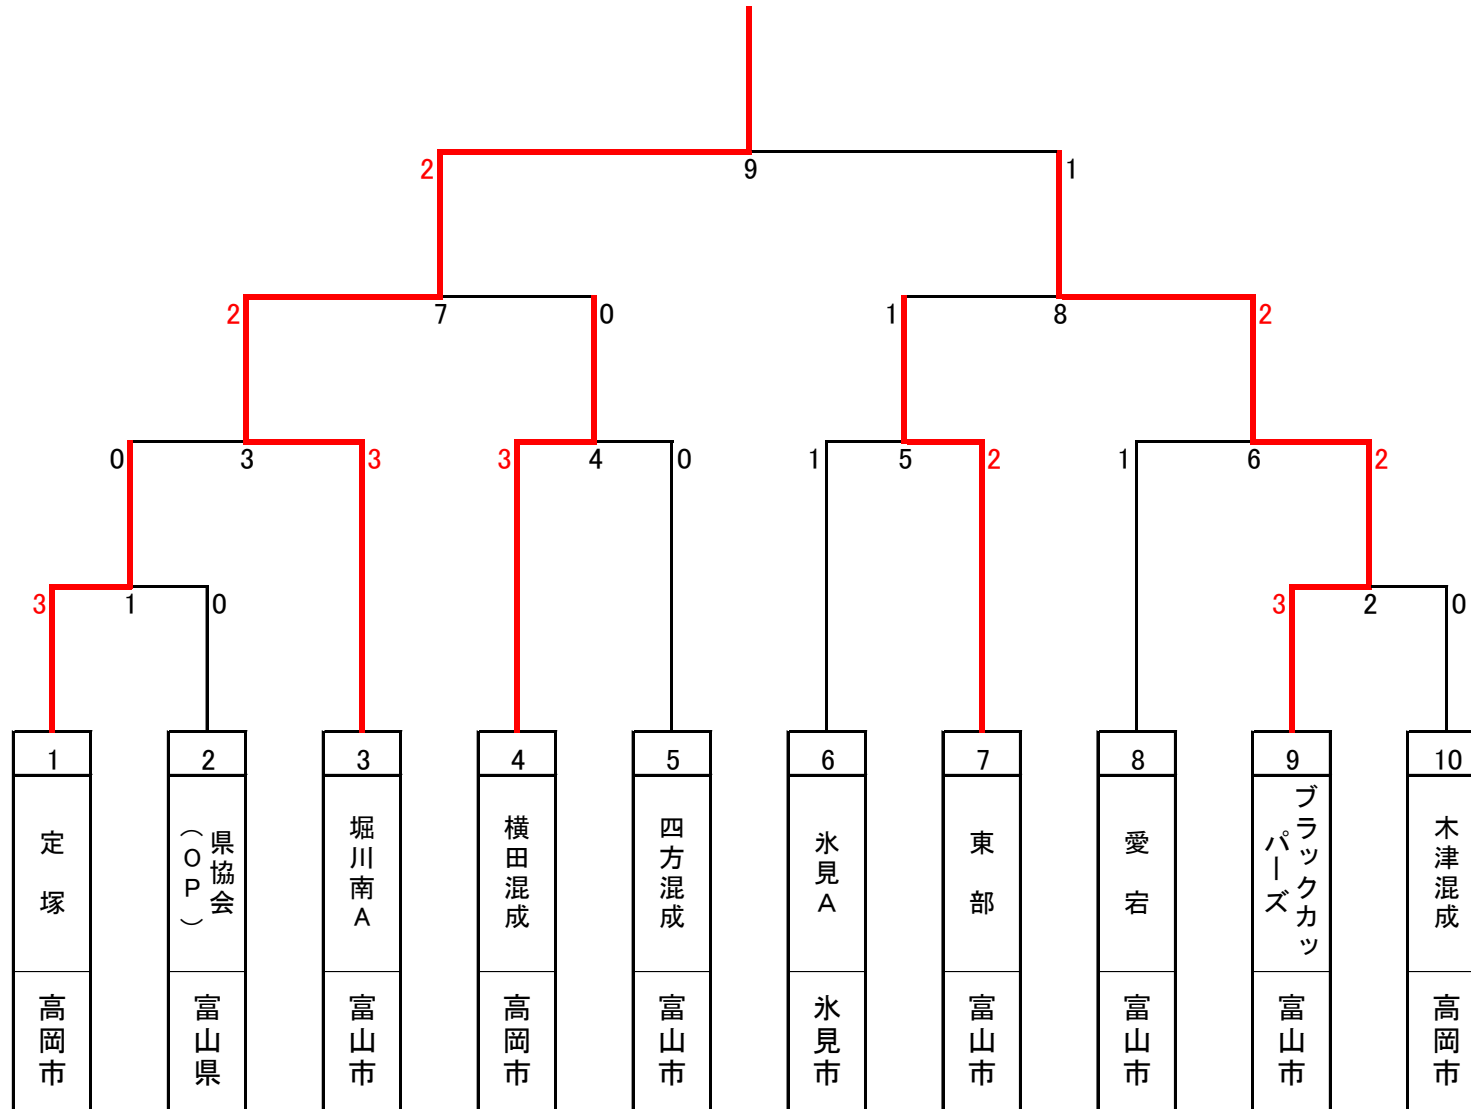 2 9 1
2 7 0 1 8 2
0 3 3 3 4 0 1 5 2 1 6 2
3 1 0 3 2 0
1 2 3 4 5 6 7 8 9 10
定塚
県協会
（OP）
堀川南A
横田混成
四方混成
氷見A
東部
愛宕
ブラックカッ
パーズ
木津混成
高岡市
富山県
富山市
高岡市
富山市
氷見市
富山市
富山市
富山市
高岡市